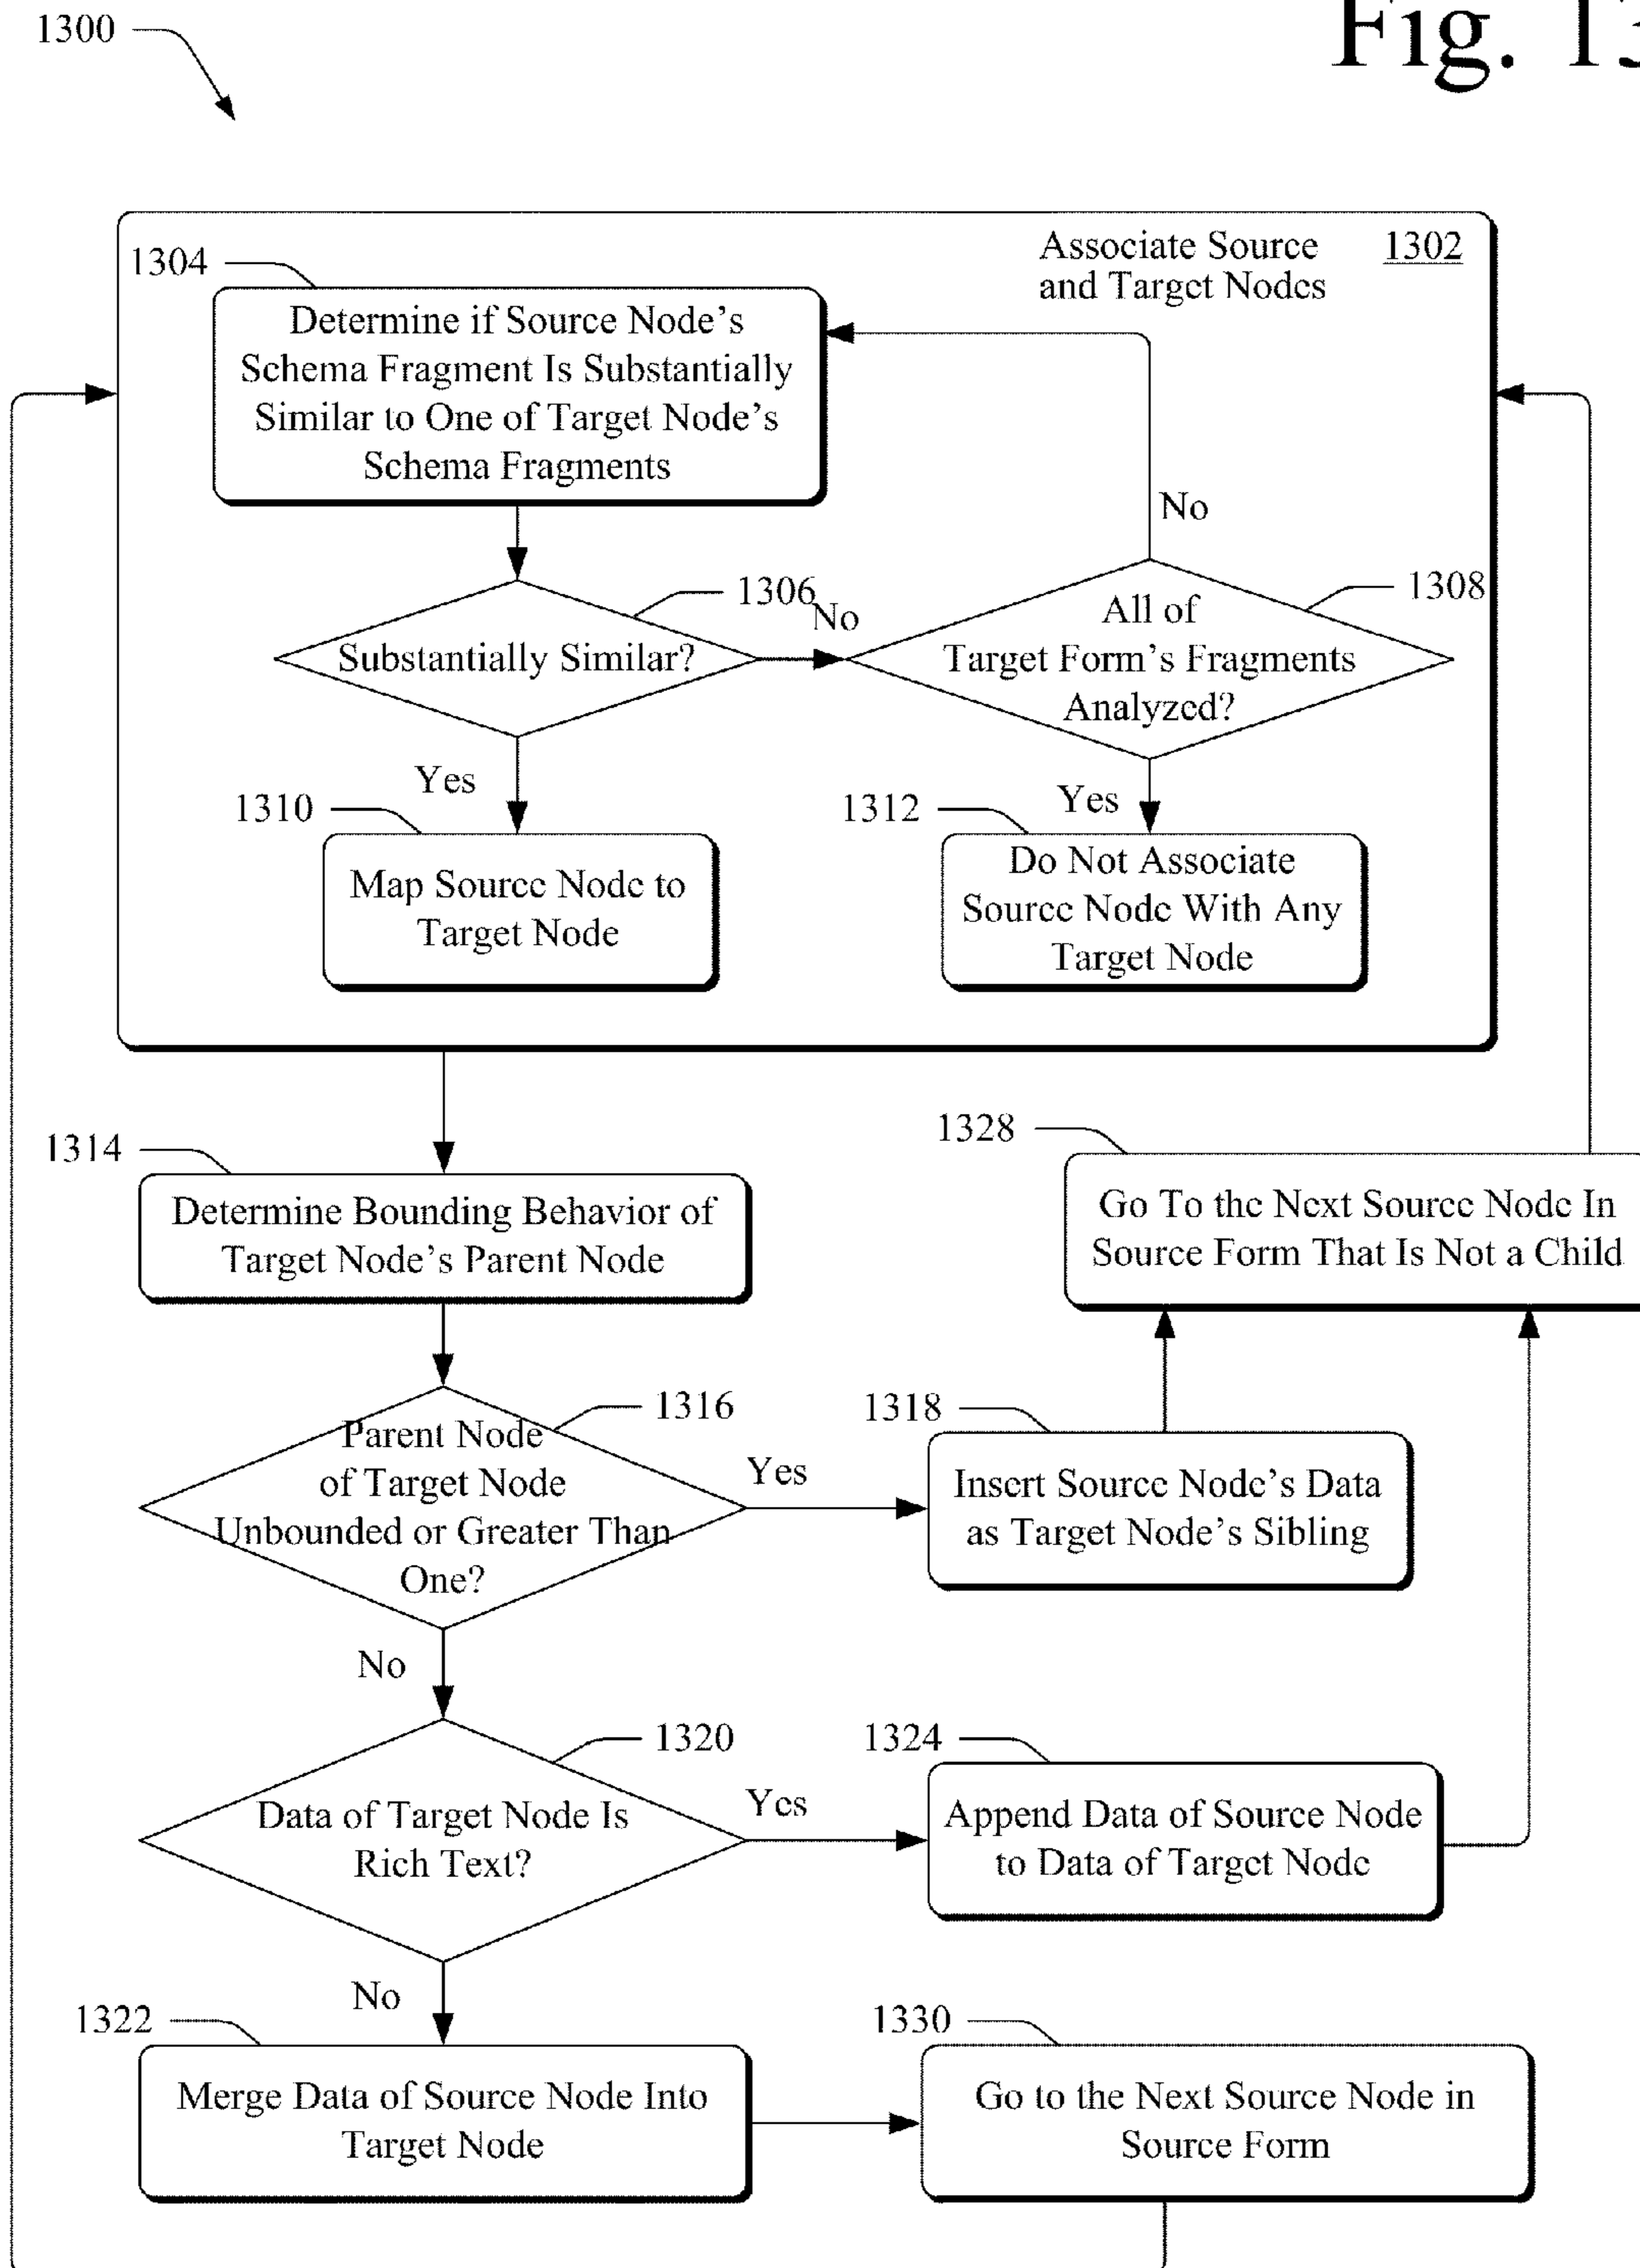 1300
Fig. 13
1302
Associate Source
and Target Nodes
1304
Determine if Source Node's
Schema Fragment Is Substantially
Similar to One of Target Node's
Schema Fragments
No
1306
Substantially Similar?
No
1308
All of
Target Form's Fragments
Analyzed?
Yes
1310
Map Source Node to
Target Node
Yes
1312
Do Not Associate
Source Node With Any
Target Node
1314
Determine Bounding Behavior of
Target Node's Parent Node
1328
Go To the Next Source Node In
Source Form That Is Not a Child
1316
Parent Node
of Target Node
Unbounded or Greater Than
One?
Yes
1318
Insert Source Node's Data
as Target Node's Sibling
No
1320
Data of Target Node Is
Rich Text?
Yes
1324
Append Data of Source Node
to Data of Target Node
No
1322
Merge Data of Source Node Into
Target Node
1330
Go to the Next Source Node in
Source Form